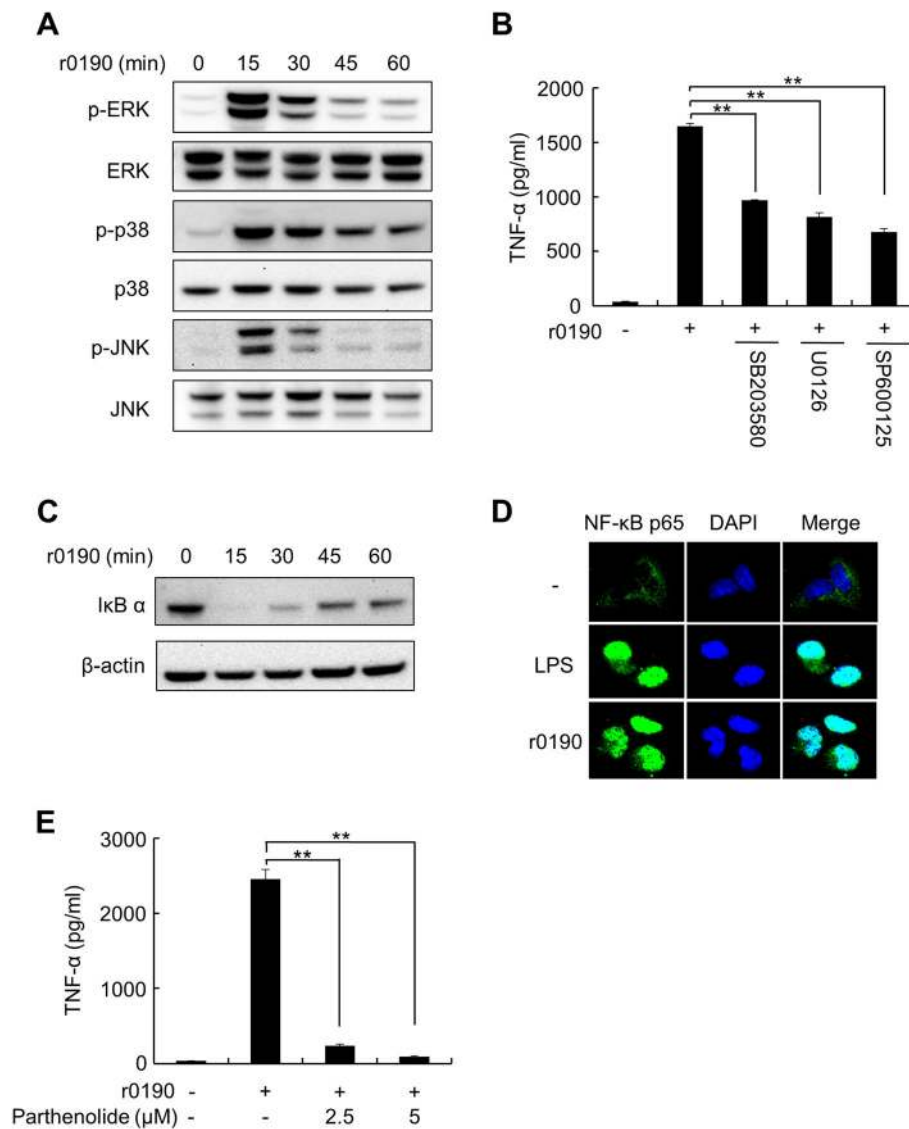 A
r0190 (min) 0 15 30 45 60
p-ERK
ERK
p-p38
p38
p-JNK
JNK
B
**
**
**
TNF-α (pg/ml)
2000
1500
1000
500
0
r0190 - + + + +
SB203580
U0126
SP600125
C
r0190 (min) 0 15 30 45 60
IκB α
β-actin
D
NF-κB p65 DAPI Merge
-
LPS
r0190
E
**
**
TNF-α (pg/ml)
3000
2000
1000
0
r0190 - + + +
Parthenolide (μM) - - 2.5 5